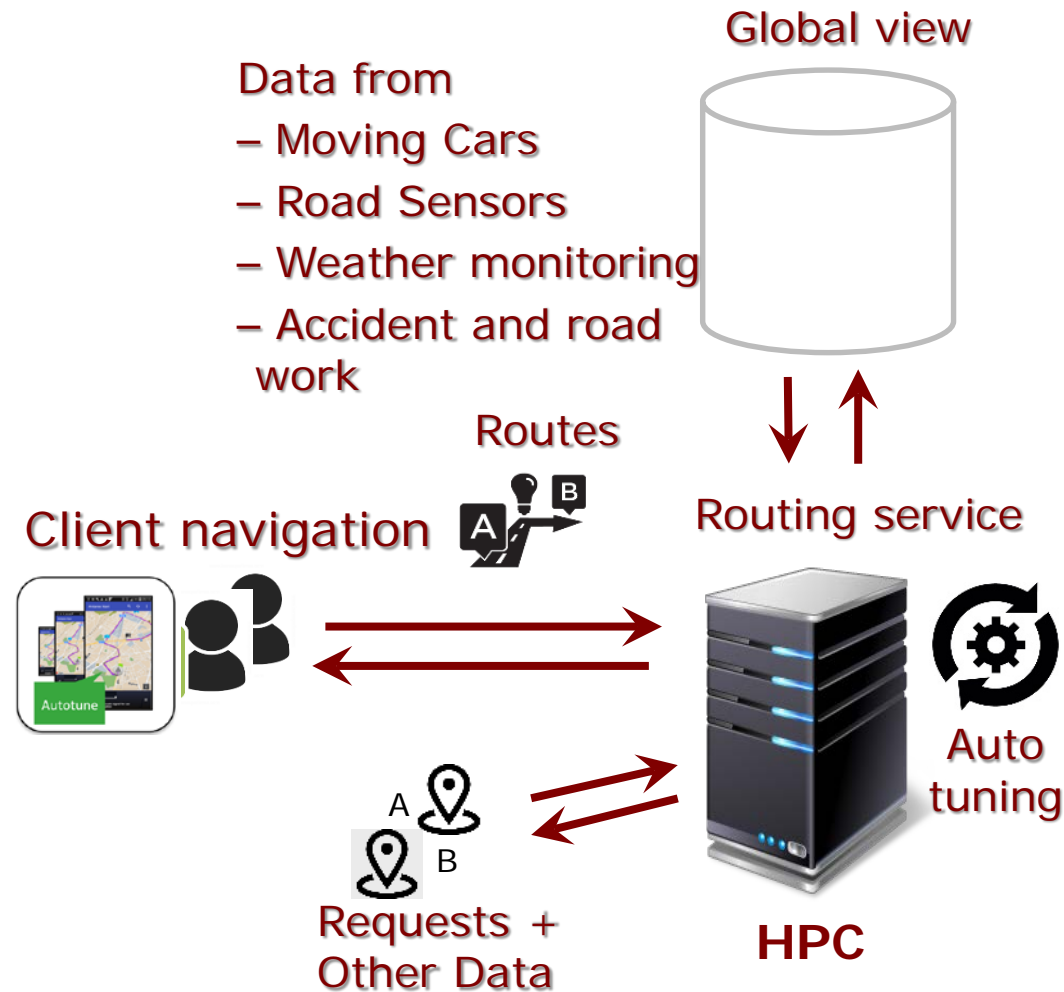 Global view
Data from
– Moving Cars
– Road Sensors
– Weather monitoring
– Accident and road
work
Routes
A
B
Client navigation
Routing service
Autotune
Auto
tuning
A
B
Requests +
Other Data
HPC